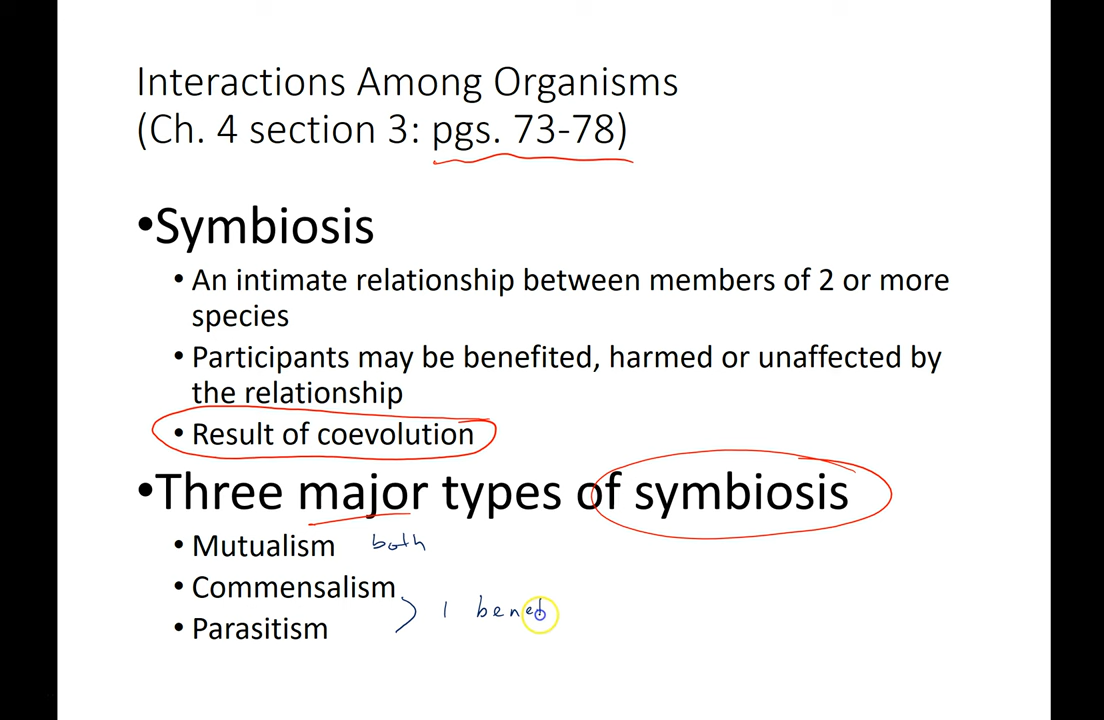 Interactions Among Organisms
(Ch. 4 section 3: pgs. 73-78)
•Symbiosis
• An intimate relationship between members of 2 or more
species
• Participants may be benefited, harmed or unaffected by
the relationship
• Result of coevolution
•Three major types of symbiosis
• Mutualism both
• Commensalism
1
• Parasitism